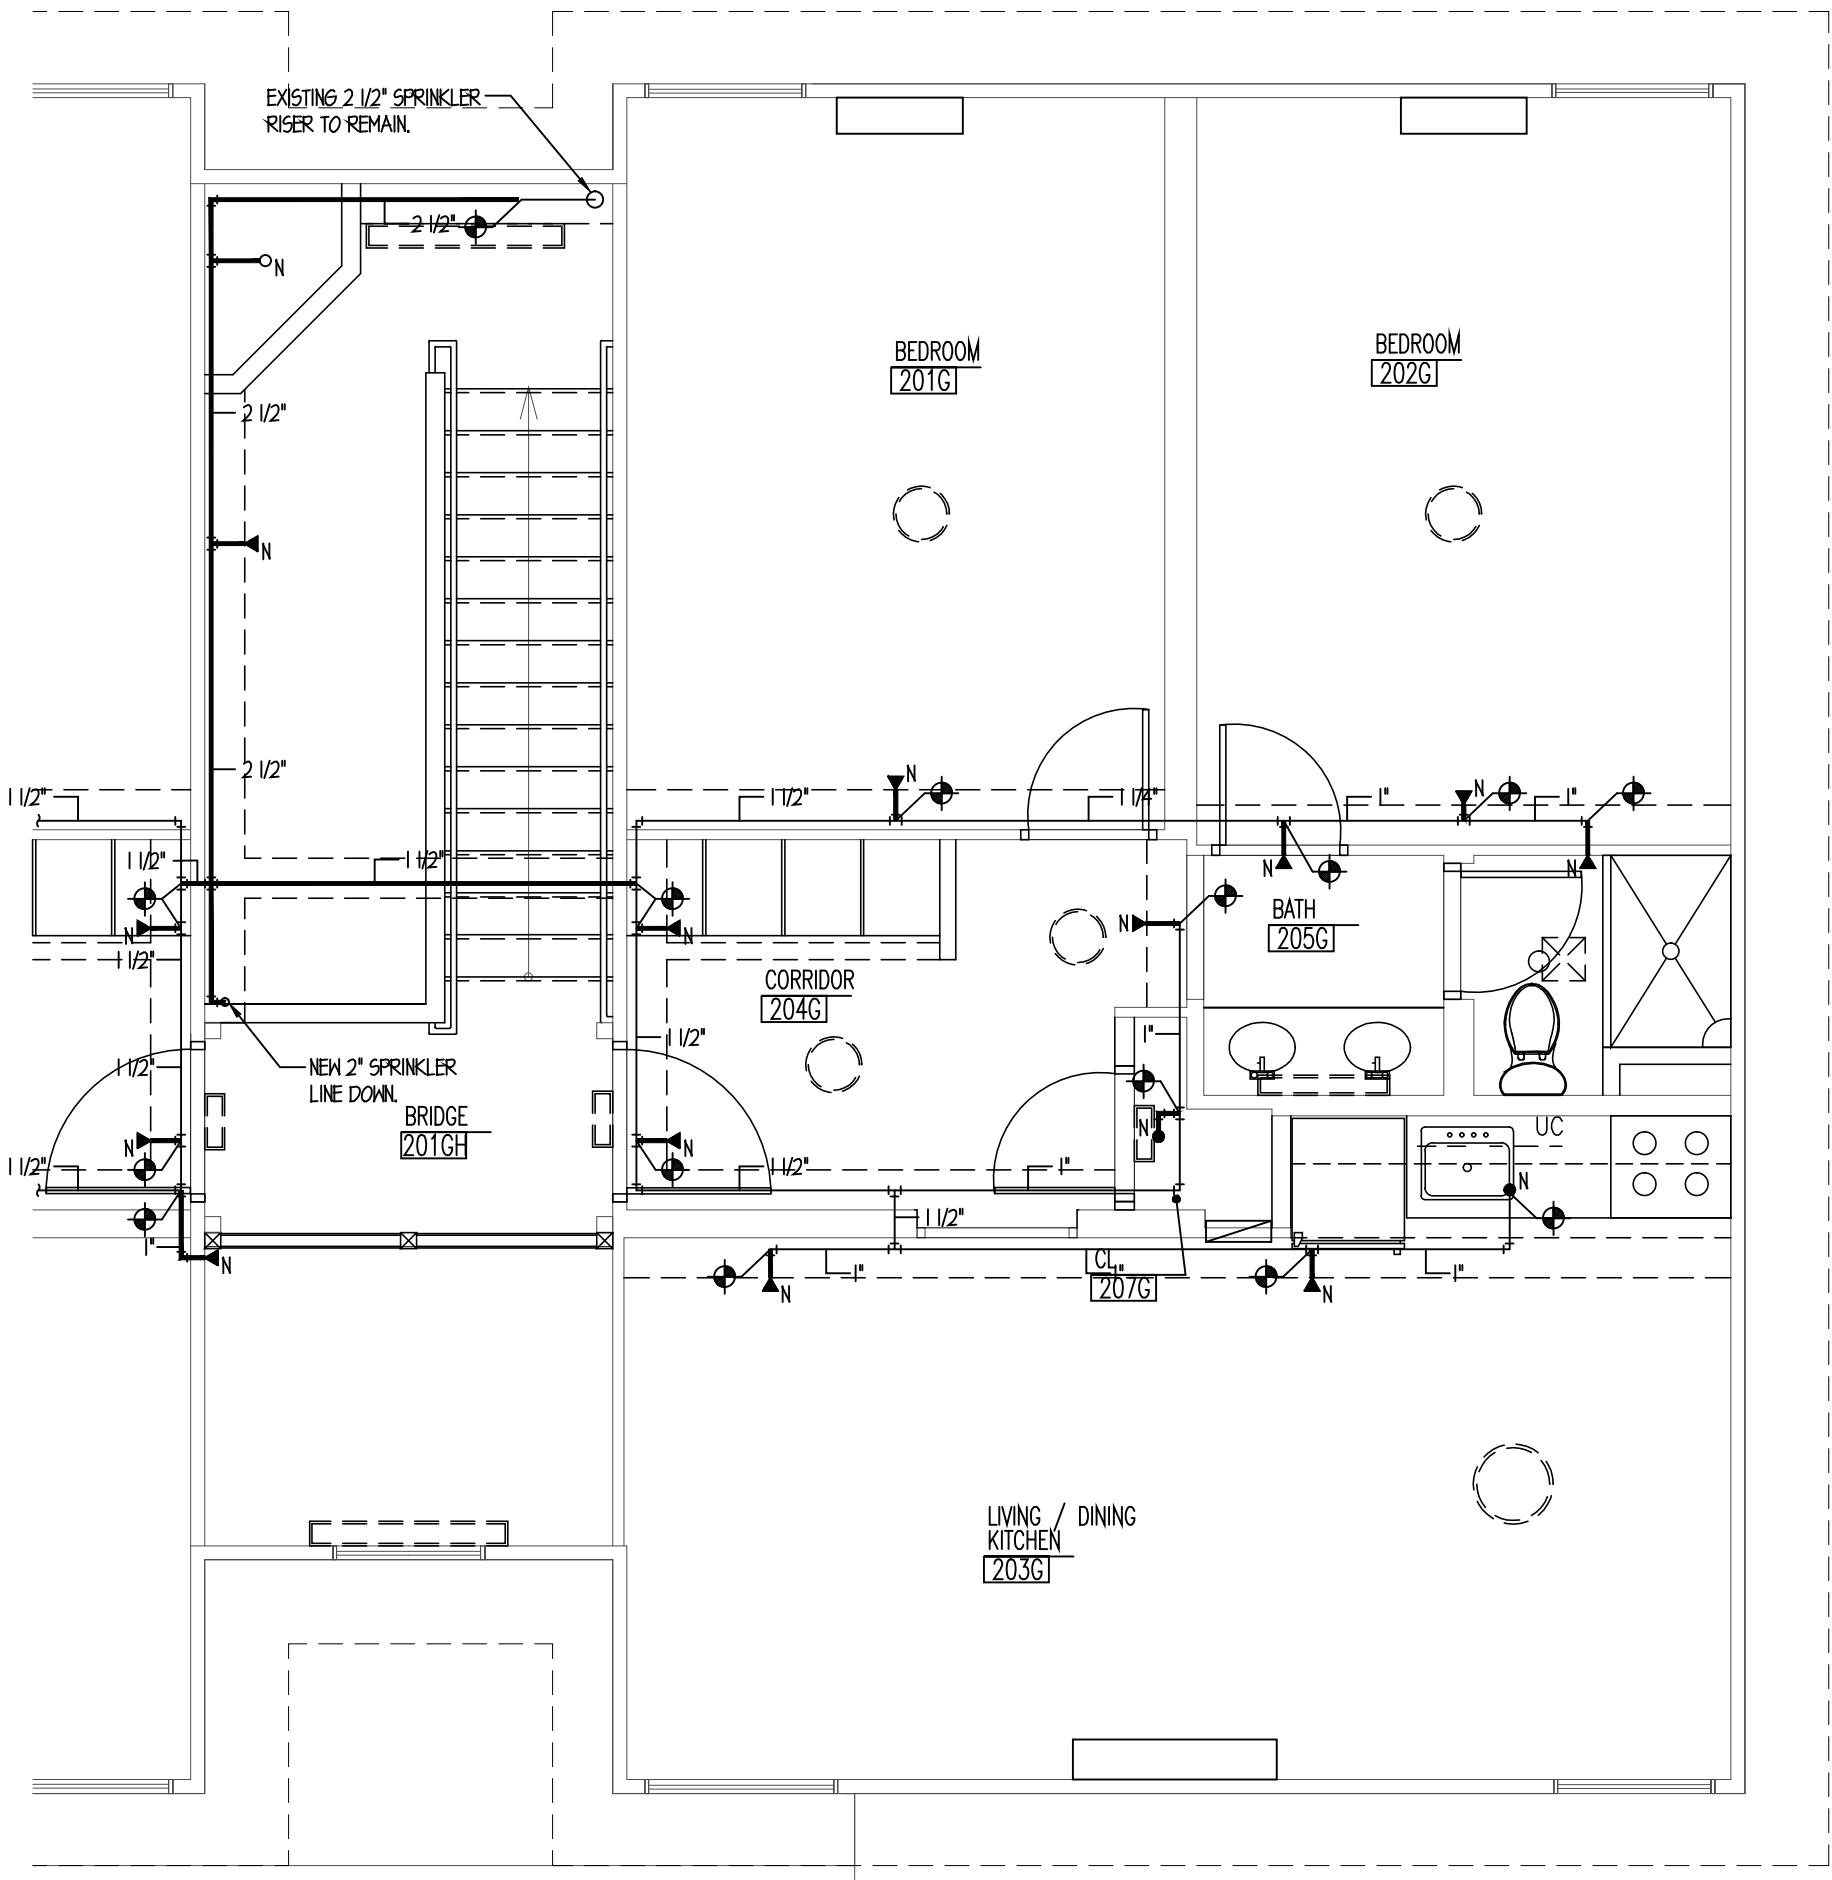 EXISTING 2 1/2" SPRINKLER
RISER TO REMAIN.
2 1/2"
N
BEDROOM
201G
BEDROOM
202G
2 1/2"
N
2 1/2"
1 1/2"
N
1 1/2"
1 1/4"
1"
N
1"
1 1/2"
1 1/2"
N
N
N
N
N
BATH
205G
1 1/2"
CORRIDOR
204G
1 1/2"
1"
1 1/2"
NEW 2" SPRINKLER
LINE DOWN.
BRIDGE
201GH
N
N
N
UC
1 1/2"
1 1/2"
1"
N
1 1/2"
1"
N
CL
207G
1"
1"
1"
N
N
LIVING / DINING
KITCHEN
203G